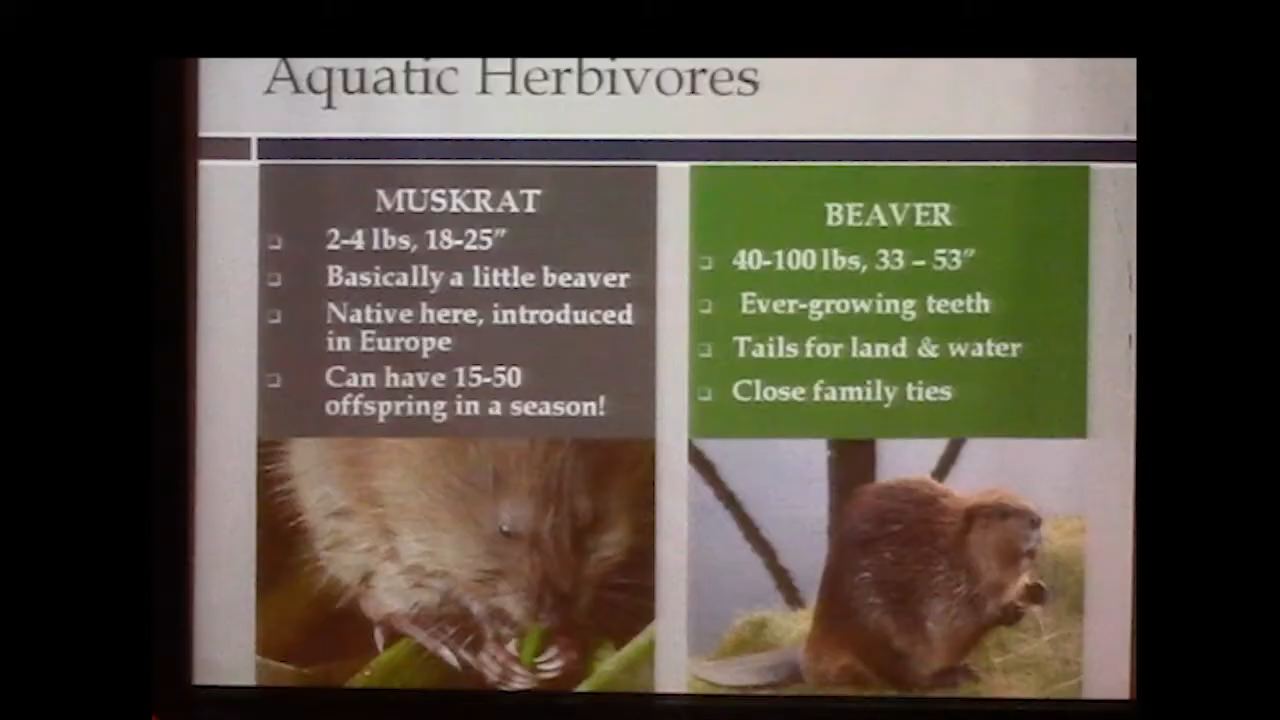 Aquatic Herbivores
MUSKRAT
2-4 lbs, 18-25”
Basically a little beaver
Native here, introduced
in Europe
Can have 15-50
offspring in a season!
BEAVER
40-100 lbs, 33 – 53”
Ever-growing teeth
Tails for land & water
Close family ties